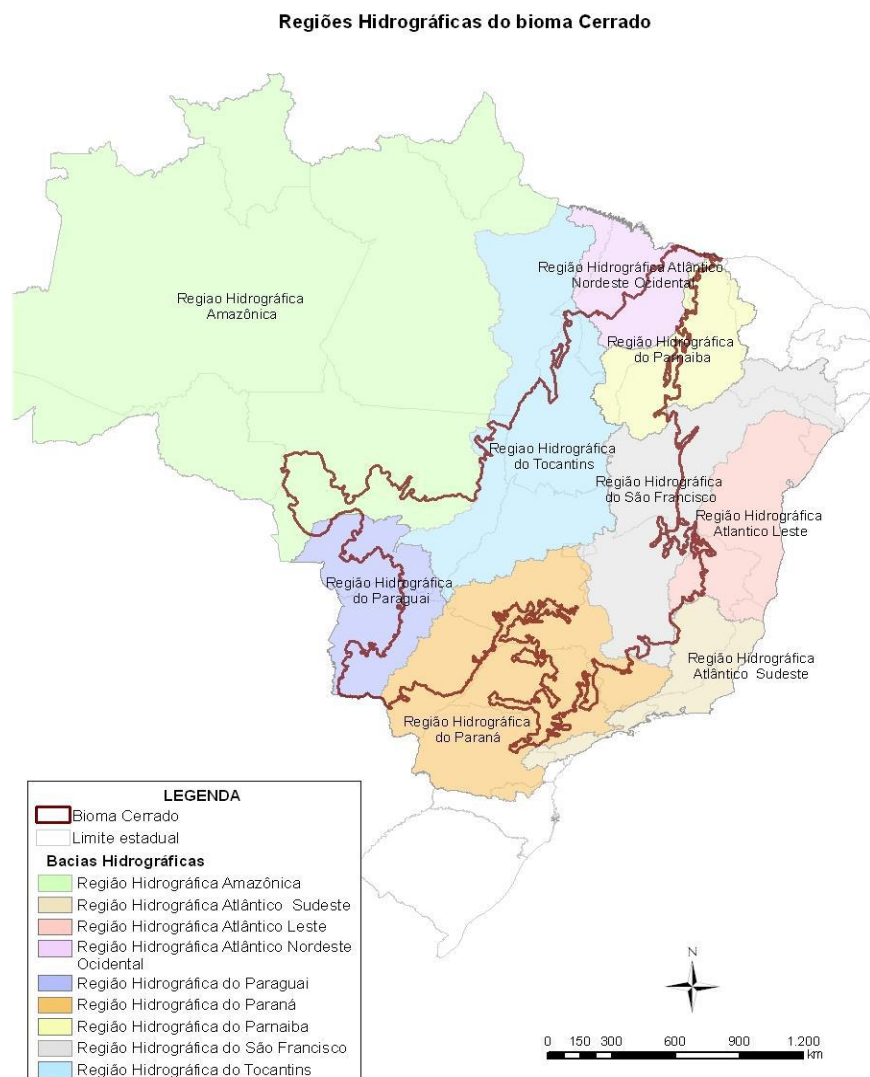 Regiões Hidrográficas do bioma Cerrado
Região Hidrográfica Atlântico
Nordeste Ocidental
Regiao Hidrográfica
Amazônica
Região Hidrográfica
do Parnaiba
Regiao Hidrográfica
do Tocantins
Região Hidrográfica
do São Francisco
Região Hidrográfica
Atlantico Leste
Região Hidrográfica
do Paraguai
Região Hidrográfica
Atlântico Sudeste
Região Hidrográfica
do Paraná
LEGENDA
Bioma Cerrado
Limite estadual
Bacias Hidrográficas
Região Hidrográfica Amazônica
Região Hidrográfica Atlântico Sudeste
Região Hidrográfica Atlântico Leste
Região Hidrográfica Atlântico Nordeste
Ocidental
Região Hidrográfica do Paraguai
Região Hidrográfica do Paraná
Região Hidrográfica do Parnaiba
Região Hidrográfica do São Francisco
Região Hidrográfica do Tocantins
N
0 150 300 600 900 1.200
km